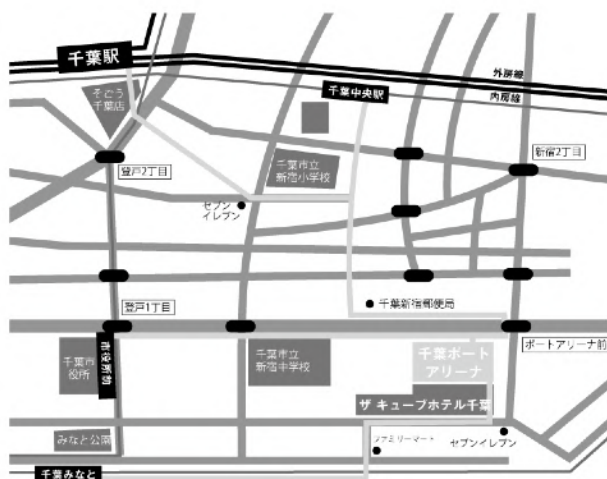 千葉駅
外房線
内房線
そごう
千葉店
千葉中央駅
新宿2丁目
登戸2丁目
千葉市立
新宿小学校
セブン
イレブン
千葉新宿郵便局
登戸1丁目
ポートアリーナ前
千葉市
役所
市役所前
千葉市立
新宿中学校
千葉ポート
アリーナ
ザ キューブホテル千葉
みなと公園
ファミリーマート
セブンイレブン
千葉みなと